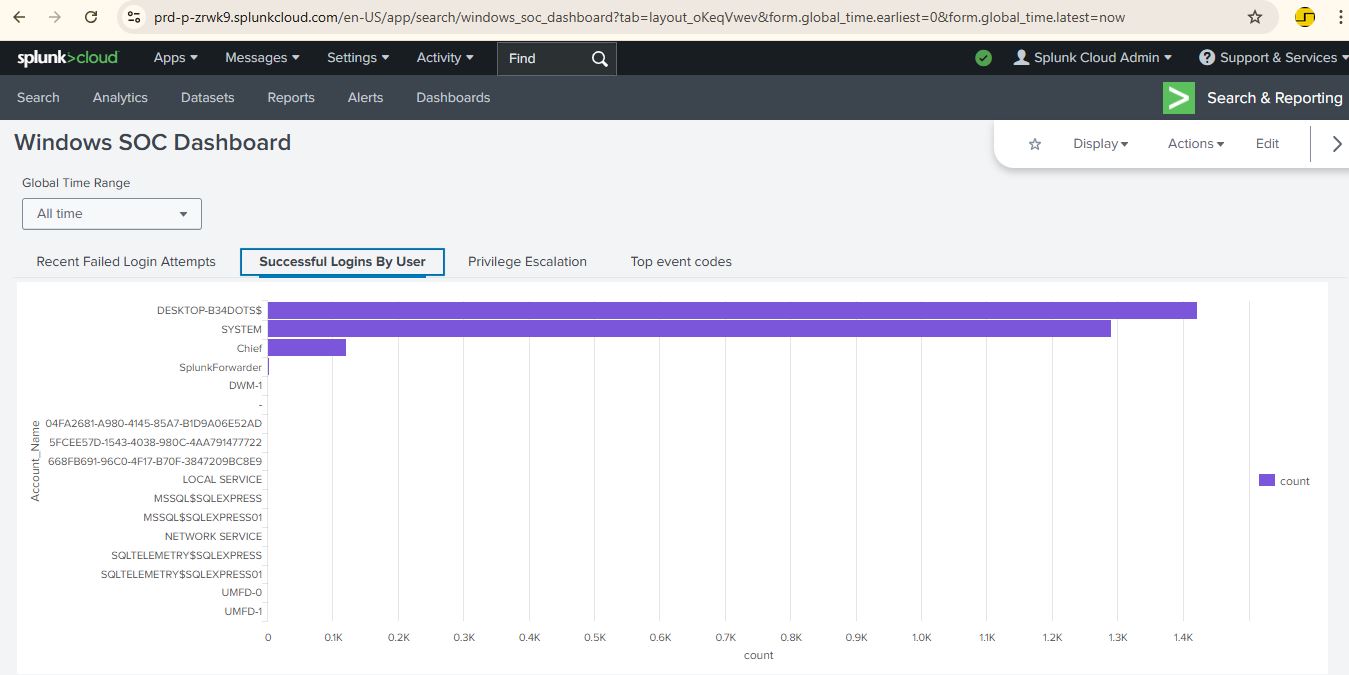 prd-p-zrwk9.splunkcloud.com/en-US/app/search/windows_soc_dashboard?tab=layout_oKeqVwev&form.global_time.earliest=0&form.global_time.latest=now
splunk>cloud Apps Messages Settings Activity Find Splunk Cloud Admin ? Support & Services
Search Analytics Datasets Reports Alerts Dashboards > Search & Reporting
Windows SOC Dashboard
Display Actions Edit
Global Time Range
All time
Recent Failed Login Attempts Successful Logins By User Privilege Escalation Top event codes
Account_Name
DESKTOP-B34DOTS$
SYSTEM
Chief
SplunkForwarder
DWM-1
-
04FA2681-A980-4145-85A7-B1D9A06E52AD
5FCEE57D-1543-4038-980C-4AA791477722
668FB691-96C0-4F17-B70F-3847209BC8E9
LOCAL SERVICE
MSSQL$SQLEXPRESS
MSSQL$SQLEXPRESS01
NETWORK SERVICE
SQLTELEMETRY$SQLEXPRESS
SQLTELEMETRY$SQLEXPRESS01
UMFD-0
UMFD-1
count
0 0.1K 0.2K 0.3K 0.4K 0.5K 0.6K 0.7K 0.8K 0.9K 1.0K 1.1K 1.2K 1.3K 1.4K
count